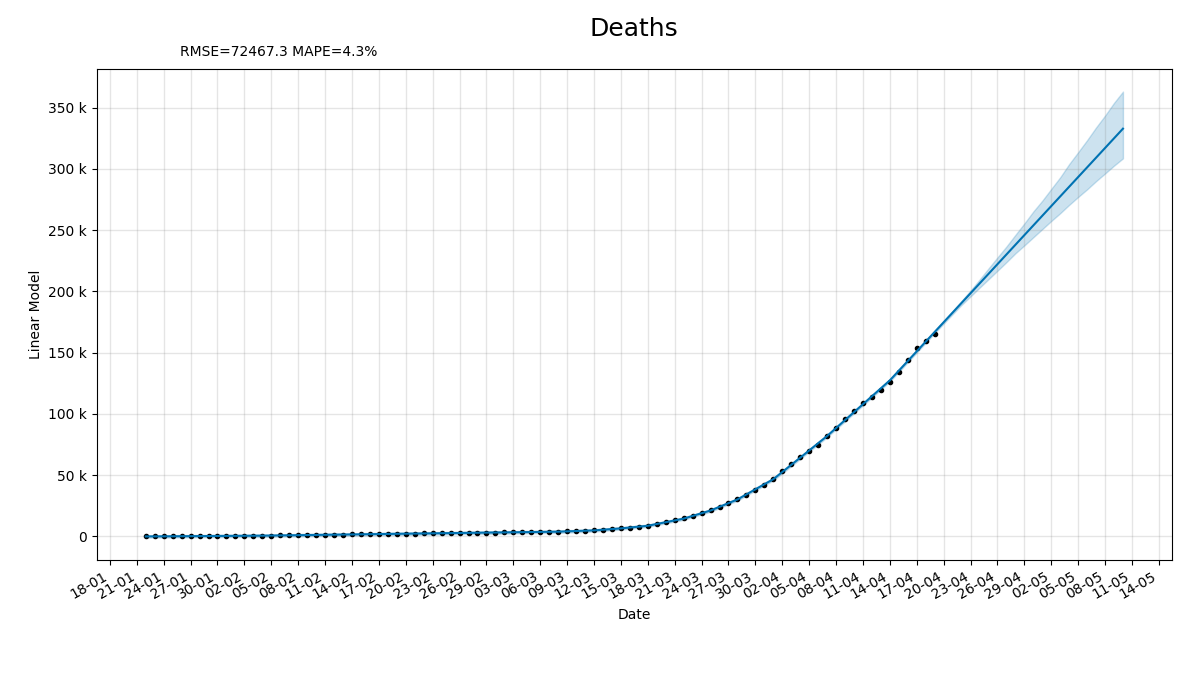 Deaths
RMSE=72467.3 MAPE=4.3%
Linear Model
350 k
300 k
250 k
200 k
150 k
100 k
50 k
0
18-01 21-01 24-01 27-01 30-01 02-02 05-02 08-02 11-02 14-02 17-02 20-02 23-02 26-02 29-02 03-03 06-03 09-03 12-03 15-03 18-03 21-03 24-03 27-03 30-03 02-04 05-04 08-04 11-04 14-04 17-04 20-04 23-04 26-04 29-04 02-05 05-05 08-05 11-05 14-05
Date